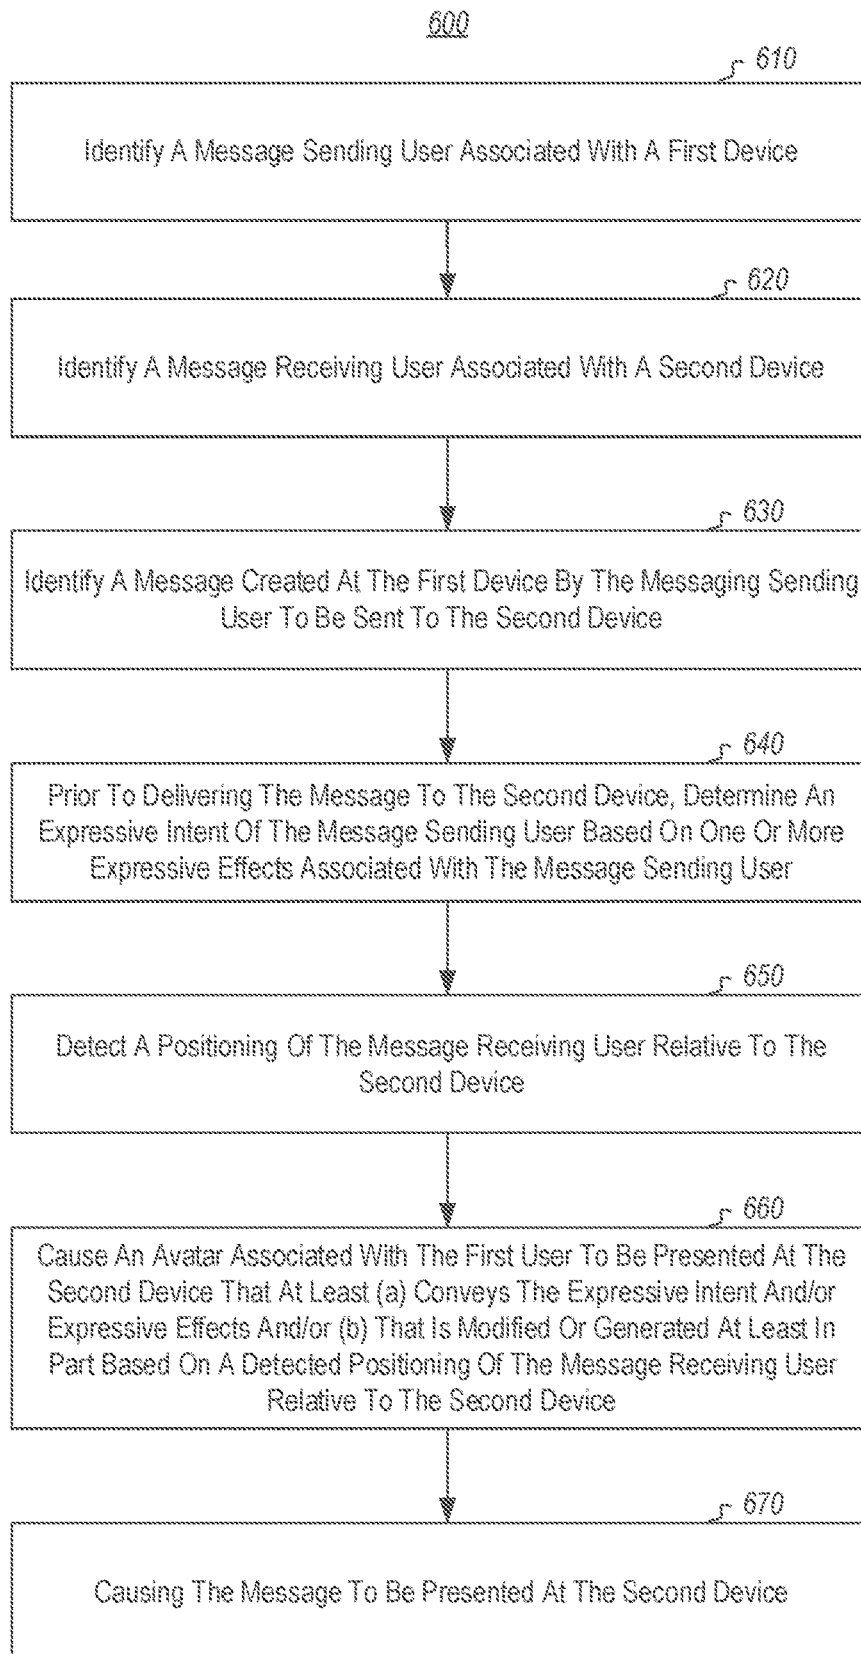 600
610
Identify A Message Sending User Associated With A First Device
620
Identify A Message Receiving User Associated With A Second Device
630
Identify A Message Created At The First Device By The Messaging Sending
User To Be Sent To The Second Device
640
Prior To Delivering The Message To The Second Device, Determine An
Expressive Intent Of The Message Sending User Based On One Or More
Expressive Effects Associated With The Message Sending User
650
Detect A Positioning Of The Message Receiving User Relative To The
Second Device
660
Cause An Avatar Associated With The First User To Be Presented At The
Second Device That At Least (a) Conveys The Expressive Intent And/or
Expressive Effects And/or (b) That Is Modified Or Generated At Least In
Part Based On A Detected Positioning Of The Message Receiving User
Relative To The Second Device
670
Causing The Message To Be Presented At The Second Device